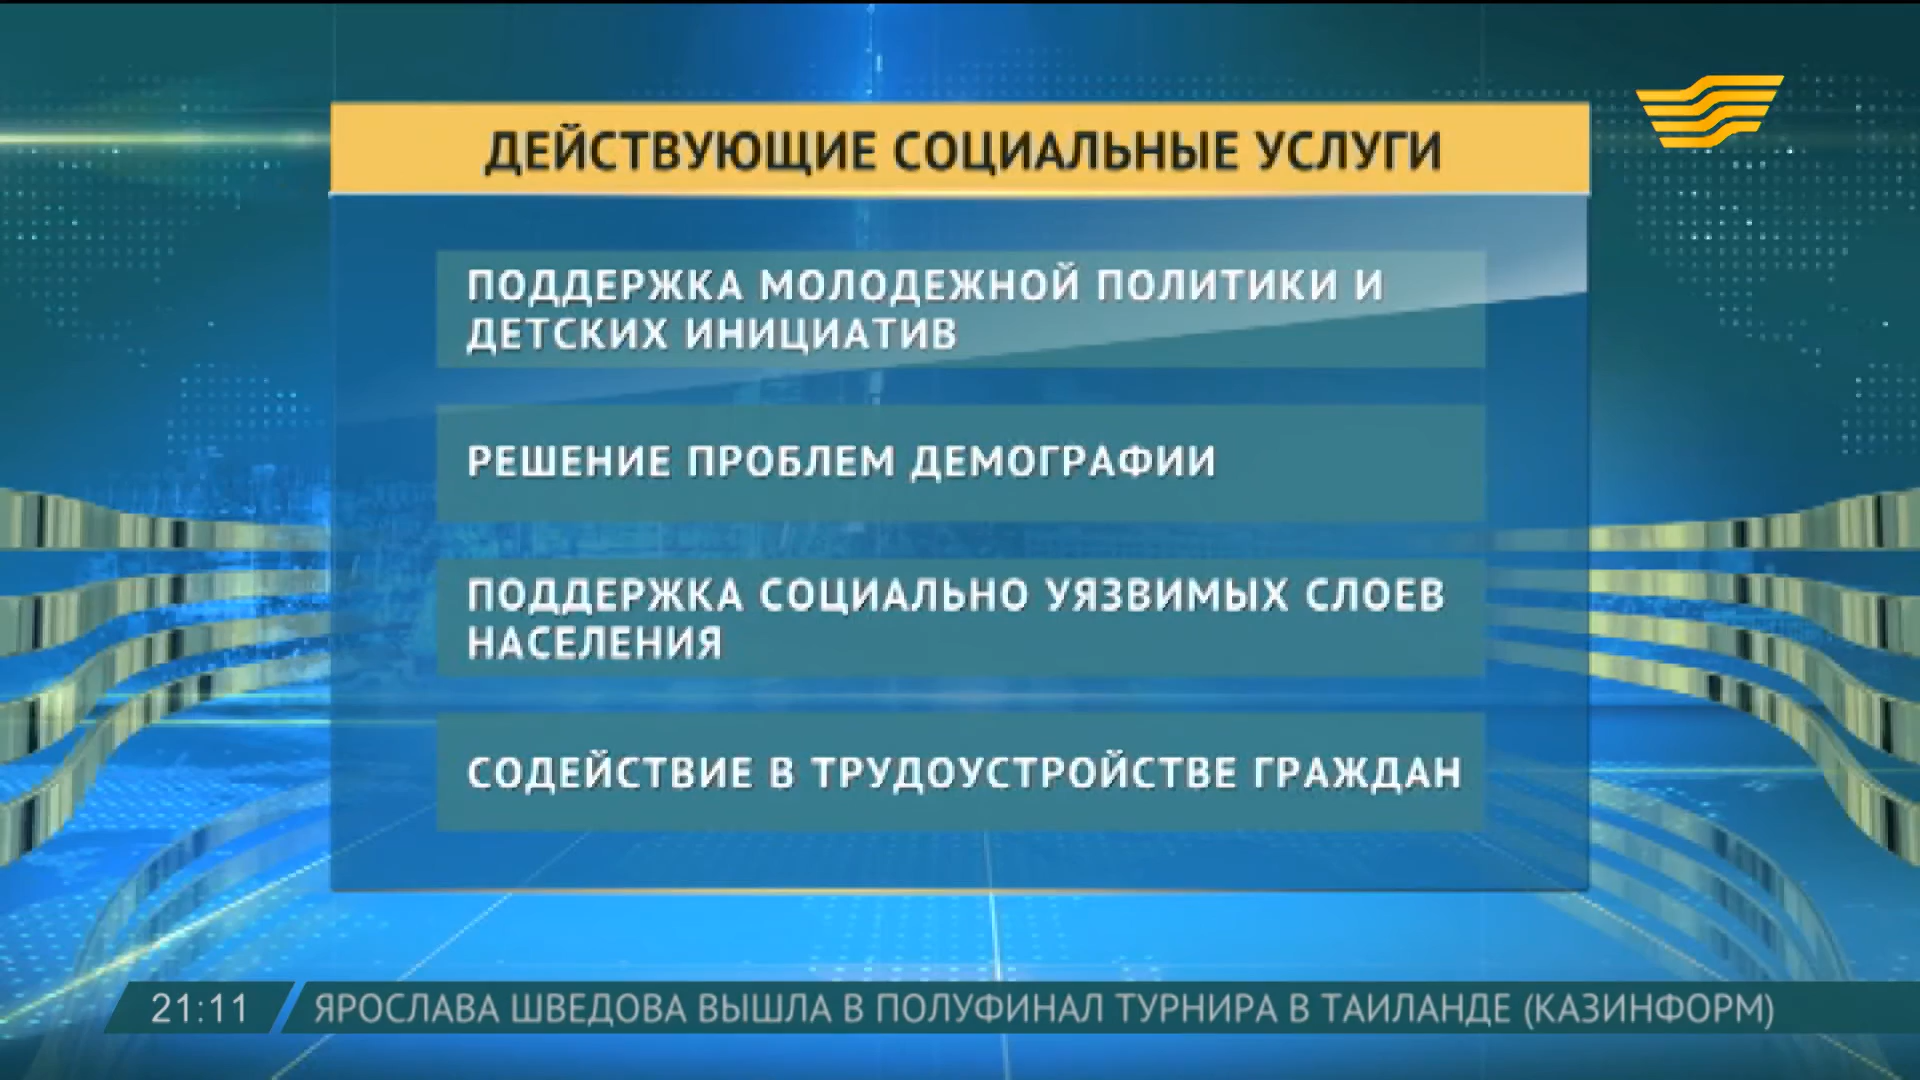 ДЕЙСТВУЮЩИЕ СОЦИАЛЬНЫЕ УСЛУГИ
ПОДДЕРЖКА МОЛОДЕЖНОЙ ПОЛИТИКИ И
ДЕТСКИХ ИНИЦИАТИВ
РЕШЕНИЕ ПРОБЛЕМ ДЕМОГРАФИИ
ПОДДЕРЖКА СОЦИАЛЬНО УЯЗВИМЫХ СЛОЕВ
НАСЕЛЕНИЯ
СОДЕЙСТВИЕ В ТРУДОУСТРОЙСТВЕ ГРАЖДАН
21:11 ЯРОСЛАВА ШВЕДОВА ВЫШЛА В ПОЛУФИНАЛ ТУРНИРА В ТАИЛАНДЕ (КАЗИНФОРМ)